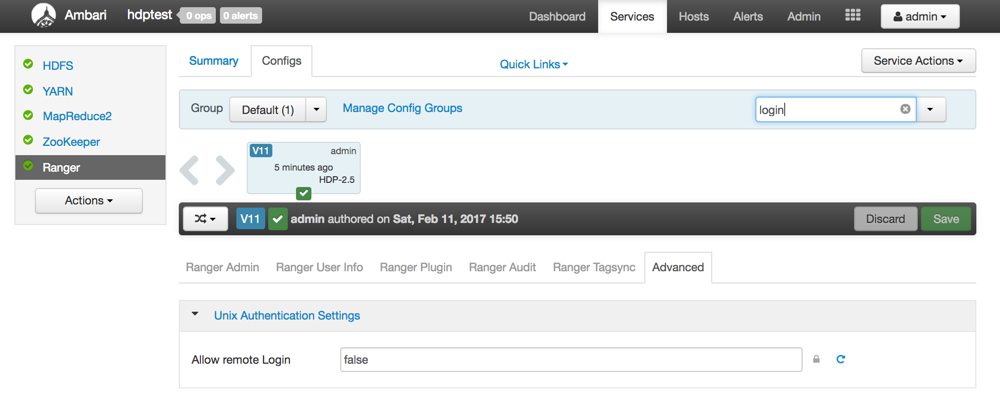 Ambari hdptest 0 ops 0 alerts Dashboard Services Hosts Alerts Admin admin
HDFS
YARN
MapReduce2
ZooKeeper
Ranger
Actions
Summary Configs Quick Links Service Actions
Group Default (1) Manage Config Groups login
V11 admin
5 minutes ago
HDP-2.5
V11 admin authored on Sat, Feb 11, 2017 15:50 Discard Save
Ranger Admin Ranger User Info Ranger Plugin Ranger Audit Ranger Tagsync Advanced
Unix Authentication Settings
Allow remote Login false